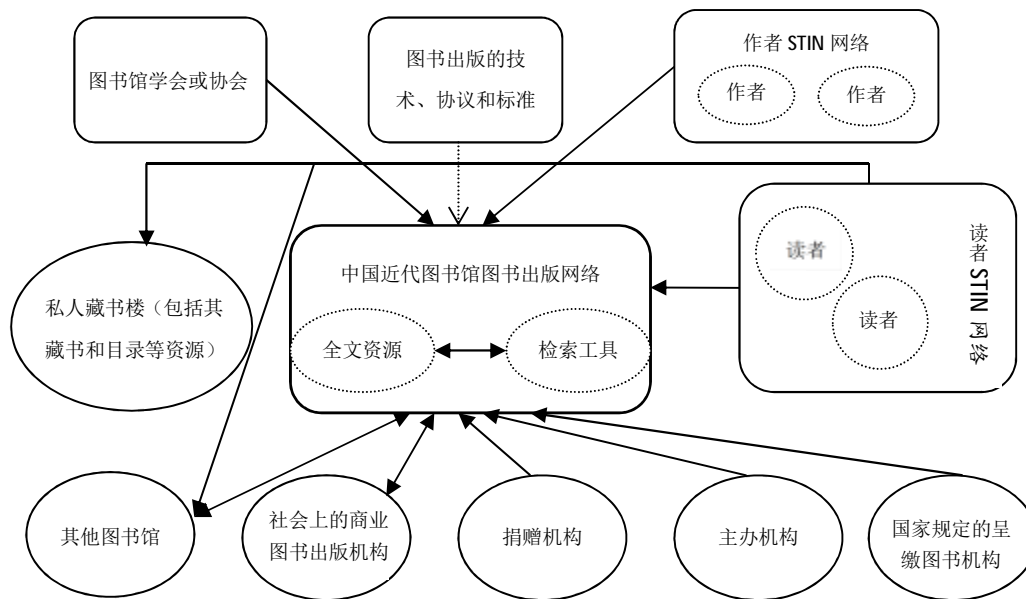 图书馆学会或协会
图书出版的技
术、协议和标准
作者 STIN 网络
作者
作者
私人藏书楼（包括其
藏书和目录等资源）
中国近代图书馆图书出版网络
全文资源
检索工具
读者
读者
读者 STIN 网络
其他图书馆
社会上的商业
图书出版机构
捐赠机构
主办机构
国家规定的呈
缴图书机构